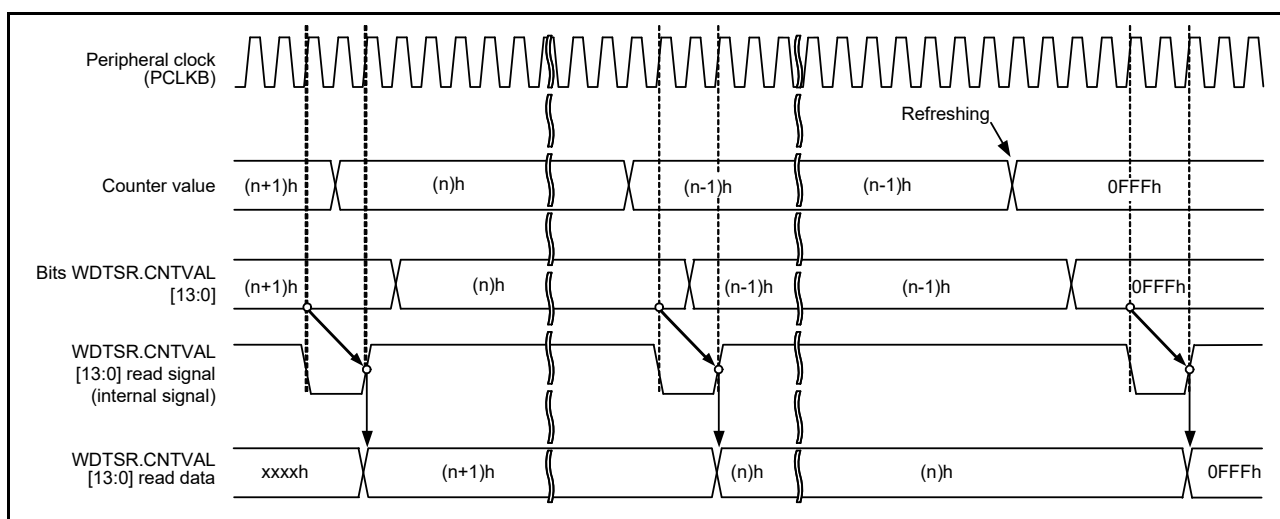 Peripheral clock
(PCLKB)
Refreshing
Counter value
(n+1)h
(n)h
(n-1)h
(n-1)h
0FFFh
Bits WDTSR.CNTVAL
[13:0]
(n+1)h
(n)h
(n-1)h
(n-1)h
0FFFh
WDTSR.CNTVAL
[13:0] read signal
(internal signal)
WDTSR.CNTVAL
[13:0] read data
xxxxh
(n+1)h
(n)h
(n)h
0FFFh